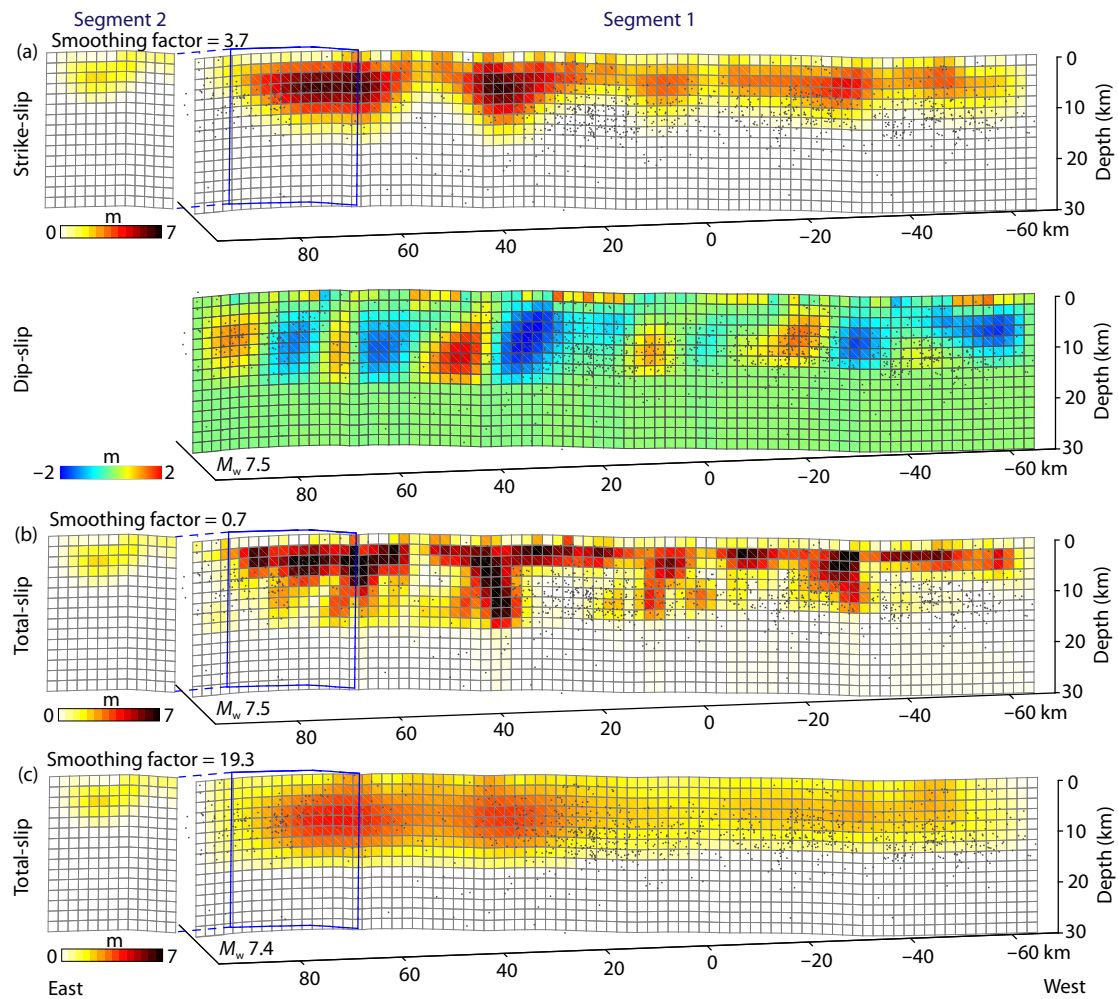 Segment 2 Segment 1
(a) Smoothing factor = 3.7
Strike-slip
0
10
20
30
Depth (km)
m
0 7
80 60 40 20 0 −20 −40 −60 km
Dip-slip
0
10
20
30
Depth (km)
m
−2 2
Mw 7.5
80 60 40 20 0 −20 −40 −60
(b) Smoothing factor = 0.7
Total-slip
0
10
20
30
Depth (km)
m
0 7
Mw 7.5
80 60 40 20 0 −20 −40 −60 km
(c) Smoothing factor = 19.3
Total-slip
0
10
20
30
Depth (km)
m
0 7
Mw 7.4
80 60 40 20 0 −20 −40 −60
East West